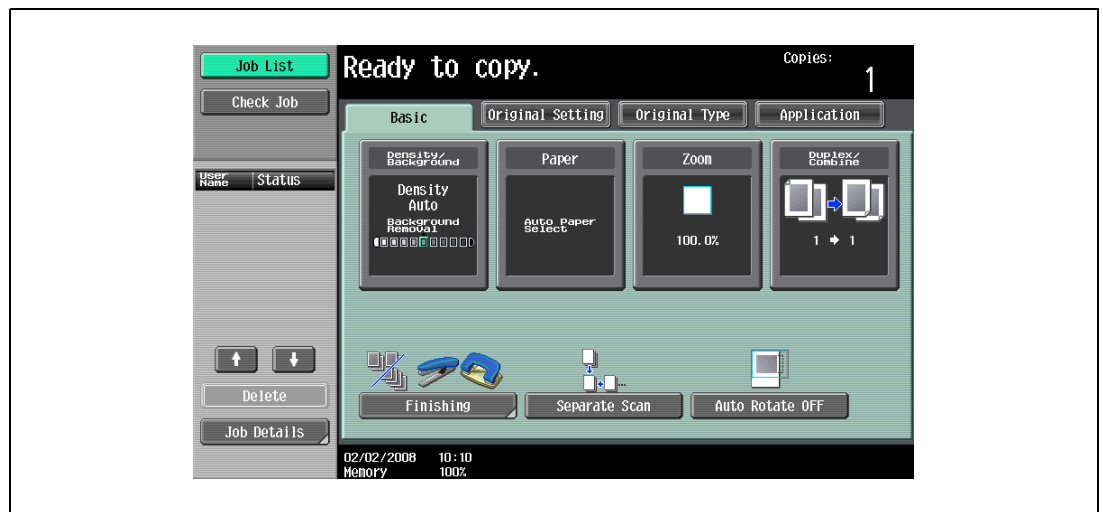 Job List
Check Job
User Name
Status
Delete
Job Details
Ready to copy.
Copies:
1
Basic
Original Setting
Original Type
Application
Density/
Background
Density
Auto
Background
Removal
Paper
Auto Paper
Select
Zoom
100.0%
Duplex/
Combine
1 → 1
Finishing
Separate Scan
Auto Rotate OFF
02/02/2008 10:10
Memory 100%